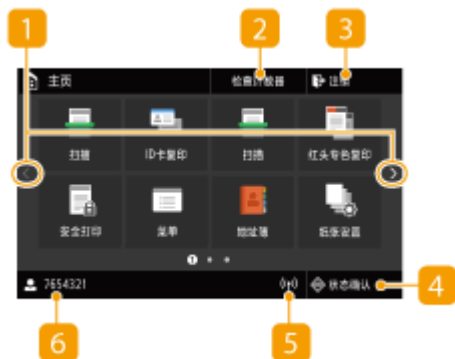 1 2 3
主页 检查计数器 注销
扫描 ID卡复印 扫描 红头专色复印
安全打印 菜单 地址簿 纸张设置
1
7654321 状态确认
6 5 4